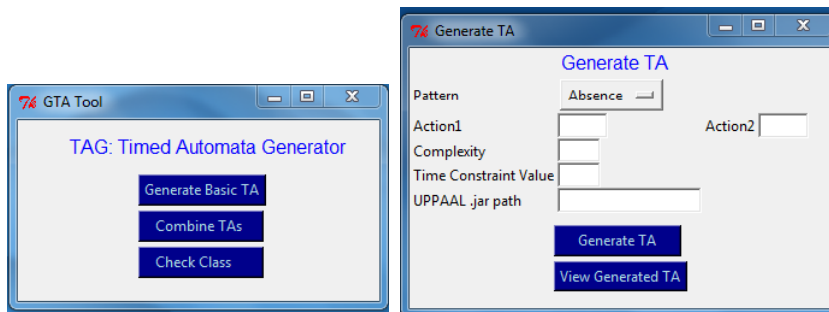 GTA Tool
TAG: Timed Automata Generator
Generate Basic TA
Combine TAs
Check Class
Generate TA
Generate TA
Pattern Absence
Action1 Action2
Complexity
Time Constraint Value
UPPAAL .jar path
Generate TA
View Generated TA